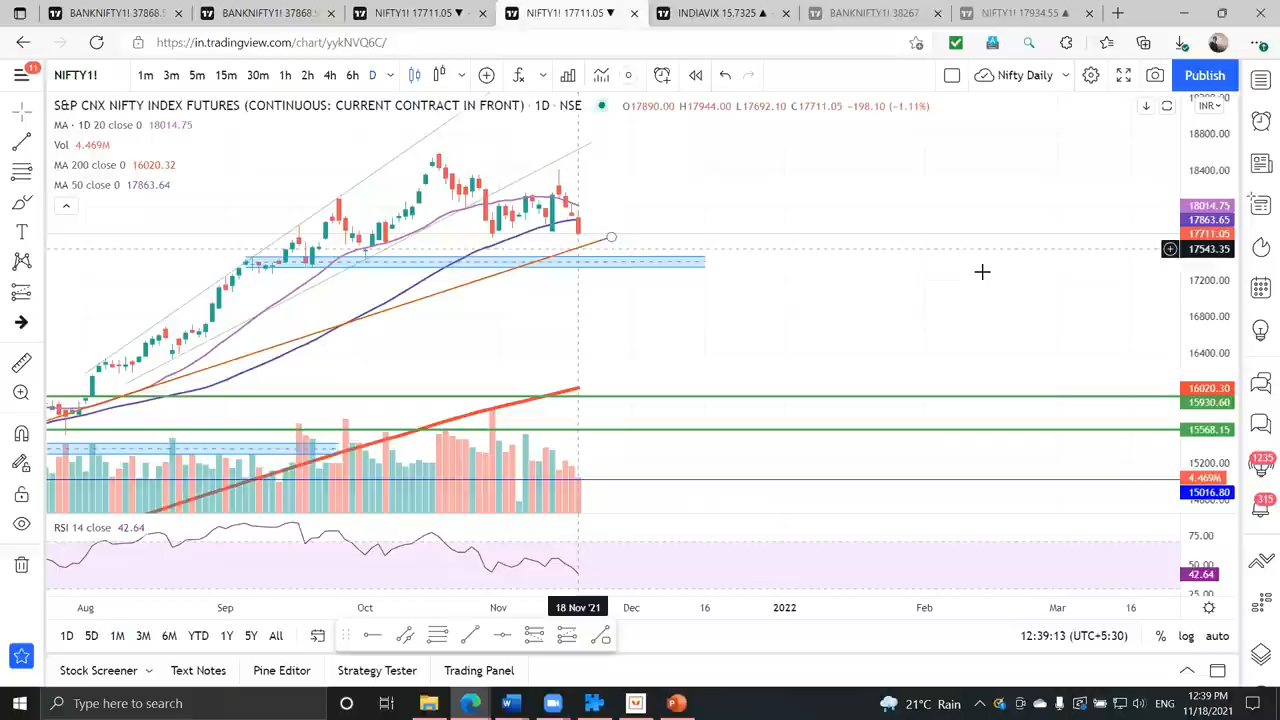 BANKNIFTY1! 37868.5
BANKNIFTY1! 37868.5
NIFTY1! 17711.05 ▼
NIFTY1! 17711.05 ▼
INDIAVIX 15.7325 ▲
BANKNIFTY 38267
NIFTY1! 17934.55 ▲
https://in.tradingview.com/chart/yykNVQ6C/
11
NIFTY1!
1m 3m 5m 15m 30m 1h 2h 4h 6h D
Nifty Daily
Publish
S&P CNX NIFTY INDEX FUTURES (CONTINUOUS: CURRENT CONTRACT IN FRONT) · 1D · NSE
O17890.00 H17944.00 L17692.10 C17711.05 −198.10 (−1.11%)
INR
MA · 1D 20 close 0 18014.75
Vol 4.469M
MA 200 close 0 16020.32
MA 50 close 0 17863.64
18800.00
18400.00
18014.75
17863.65
17711.05
17543.35
17200.00
16800.00
16400.00
16020.30
15930.60
15568.15
15200.00
4.469M
15016.80
1235
315
RSI 14 close 42.64
75.00
50.00
42.64
25.00
Aug Sep Oct Nov 18 Nov '21 Dec 16 2022 Feb Mar 16
1D 5D 1M 3M 6M YTD 1Y 5Y All
12:39:13 (UTC+5:30) % log auto
Stock Screener Text Notes Pine Editor Strategy Tester Trading Panel
Type here to search
21°C Rain
ENG
12:39 PM
11/18/2021